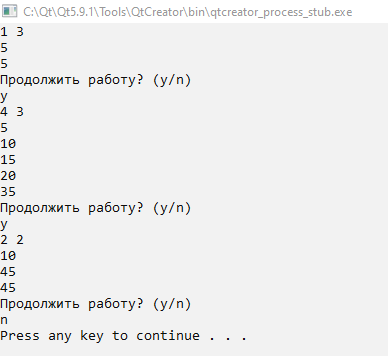 C:\Qt\Qt5.9.1\Tools\QtCreator\bin\qtcreator_process_stub.exe
1 3
5
5
Продолжить работу? (y/n)
y
4 3
5
10
15
20
35
Продолжить работу? (y/n)
y
2 2
10
45
45
Продолжить работу? (y/n)
n
Press any key to continue . . .